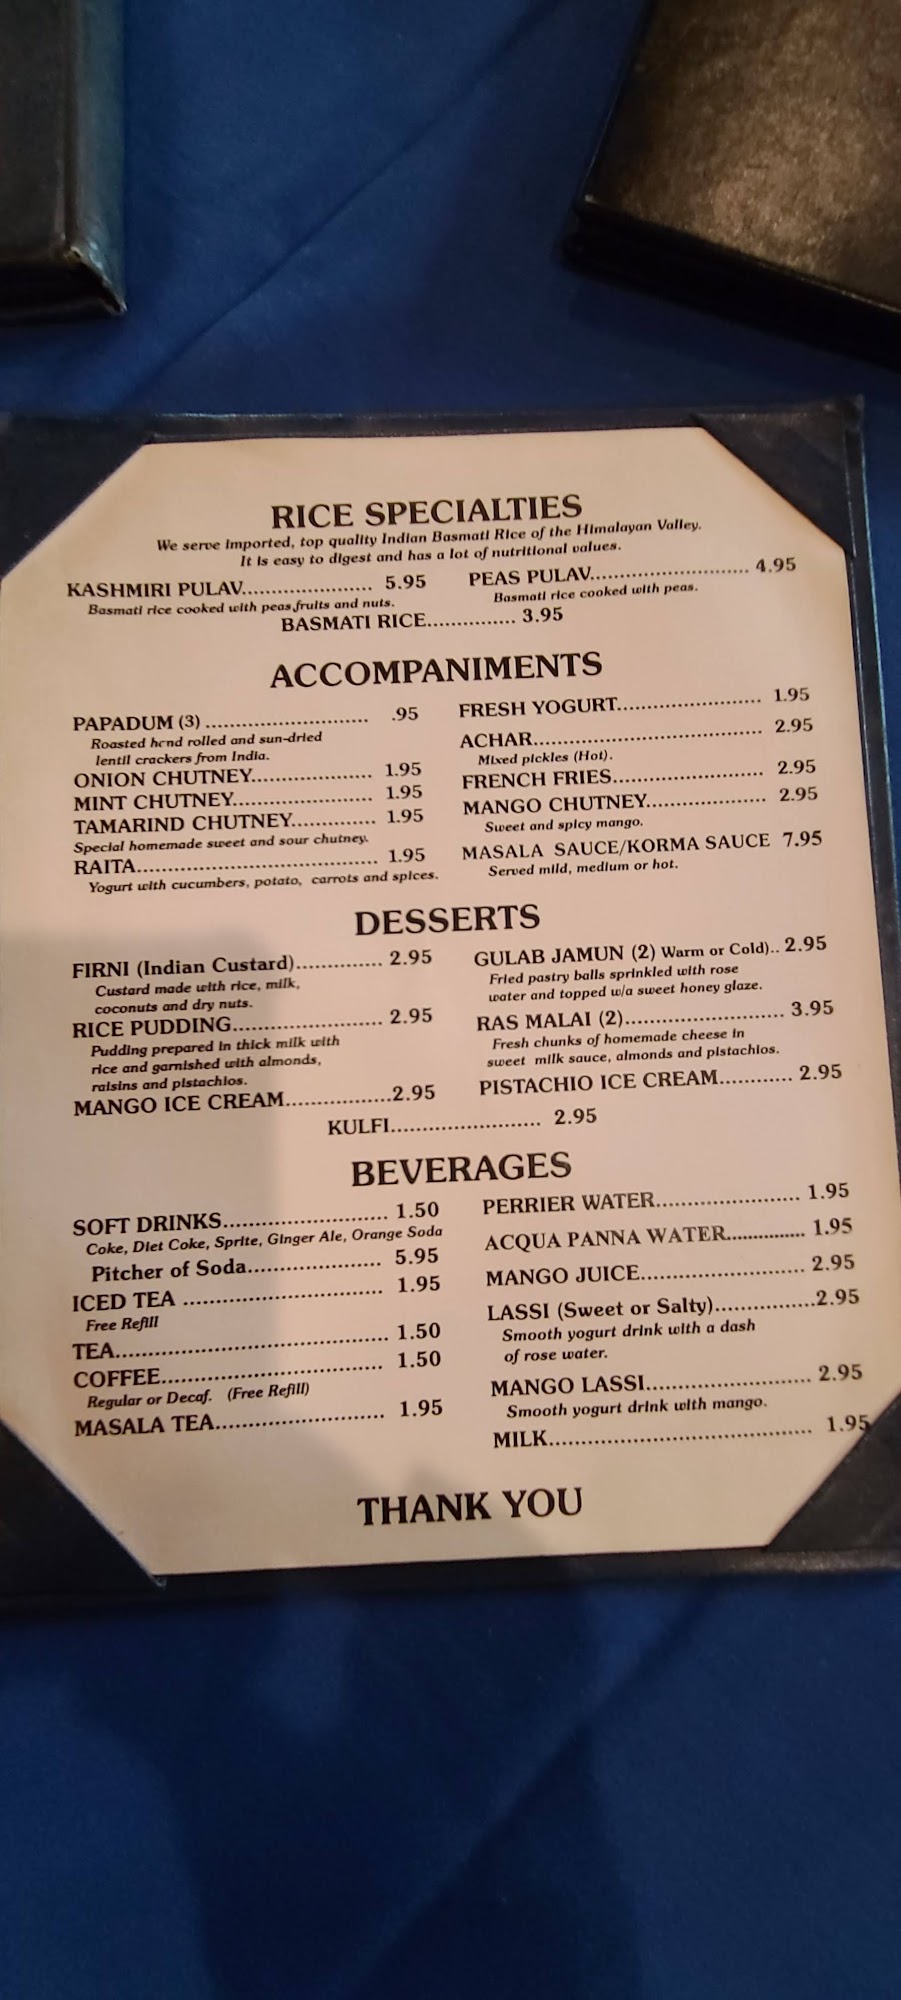 RICE SPECIALTIES
We serve imported, top quality Indian Basmati Rice of the Himalayan Valley.
It is easy to digest and has a lot of nutritional values.
KASHMIRI PULAV..................... 5.95
Basmati rice cooked with peas,fruits and nuts.
PEAS PULAV......................... 4.95
Basmati rice cooked with peas.
BASMATI RICE.............. 3.95
ACCOMPANIMENTS
PAPADUM (3) .......................... .95
Roasted hand rolled and sun-dried
lentil crackers from India.
ONION CHUTNEY................... 1.95
MINT CHUTNEY...................... 1.95
TAMARIND CHUTNEY............. 1.95
Special homemade sweet and sour chutney.
RAITA...................................... 1.95
Yogurt with cucumbers, potato, carrots and spices.
FRESH YOGURT....................... 1.95
ACHAR..................................... 2.95
Mixed pickles (Hot).
FRENCH FRIES........................ 2.95
MANGO CHUTNEY................... 2.95
Sweet and spicy mango.
MASALA SAUCE/KORMA SAUCE 7.95
Served mild, medium or hot.
DESSERTS
FIRNI (Indian Custard).............. 2.95
Custard made with rice, milk,
coconuts and dry nuts.
RICE PUDDING........................ 2.95
Pudding prepared in thick milk with
rice and garnished with almonds,
raisins and pistachios.
MANGO ICE CREAM.................2.95
GULAB JAMUN (2) Warm or Cold).. 2.95
Fried pastry balls sprinkled with rose
water and topped w/a sweet honey glaze.
RAS MALAI (2)......................... 3.95
Fresh chunks of homemade cheese in
sweet milk sauce, almonds and pistachios.
PISTACHIO ICE CREAM............ 2.95
KULFI........................ 2.95
BEVERAGES
SOFT DRINKS.......................... 1.50
Coke, Diet Coke, Sprite, Ginger Ale, Orange Soda
Pitcher of Soda..................... 5.95
ICED TEA ................................ 1.95
Free Refill
TEA........................................... 1.50
COFFEE................................... 1.50
Regular or Decaf. (Free Refill)
MASALA TEA........................... 1.95
PERRIER WATER....................... 1.95
ACQUA PANNA WATER............... 1.95
MANGO JUICE.......................... 2.95
LASSI (Sweet or Salty)................2.95
Smooth yogurt drink with a dash
of rose water.
MANGO LASSI.......................... 2.95
Smooth yogurt drink with mango.
MILK.......................................... 1.95
THANK YOU